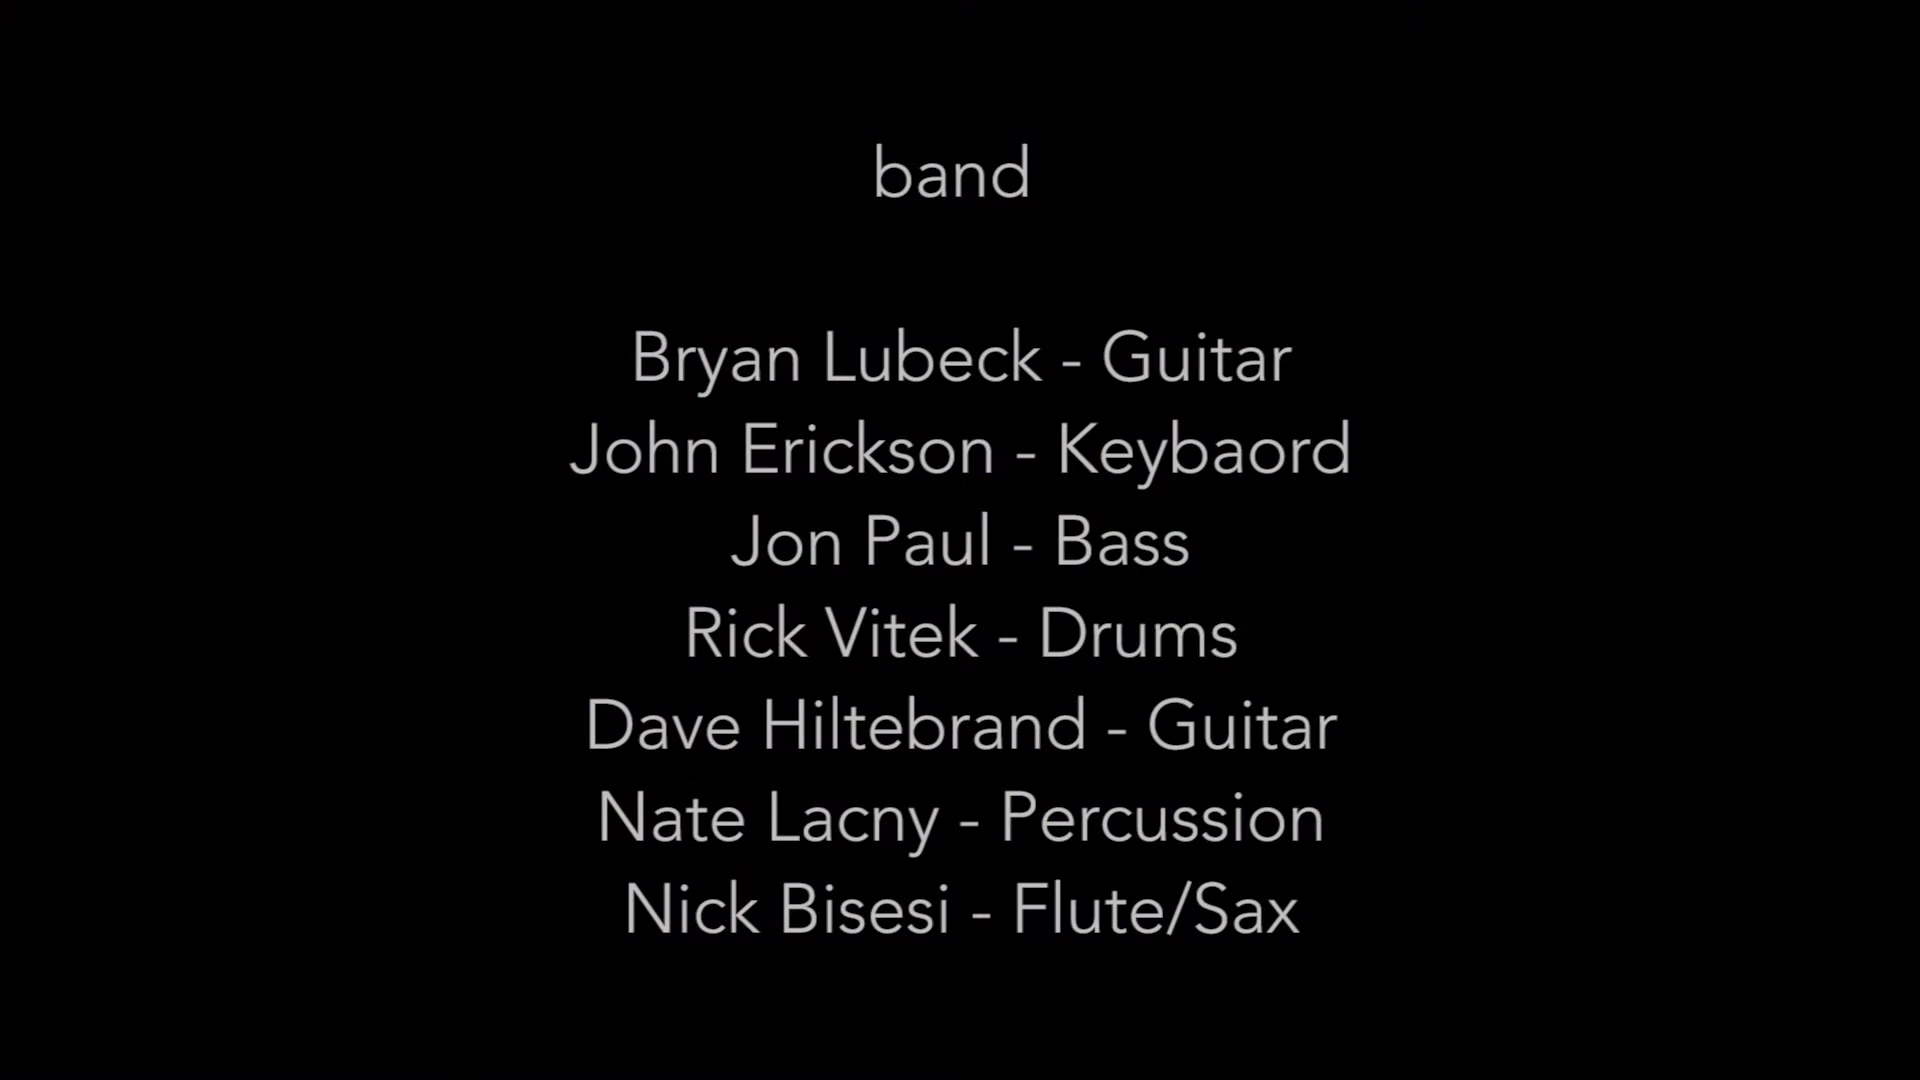 band
Bryan Lubeck - Guitar
John Erickson - Keybaord
Jon Paul - Bass
Rick Vitek - Drums
Dave Hiltebrand - Guitar
Nate Lacny - Percussion
Nick Bisesi - Flute/Sax